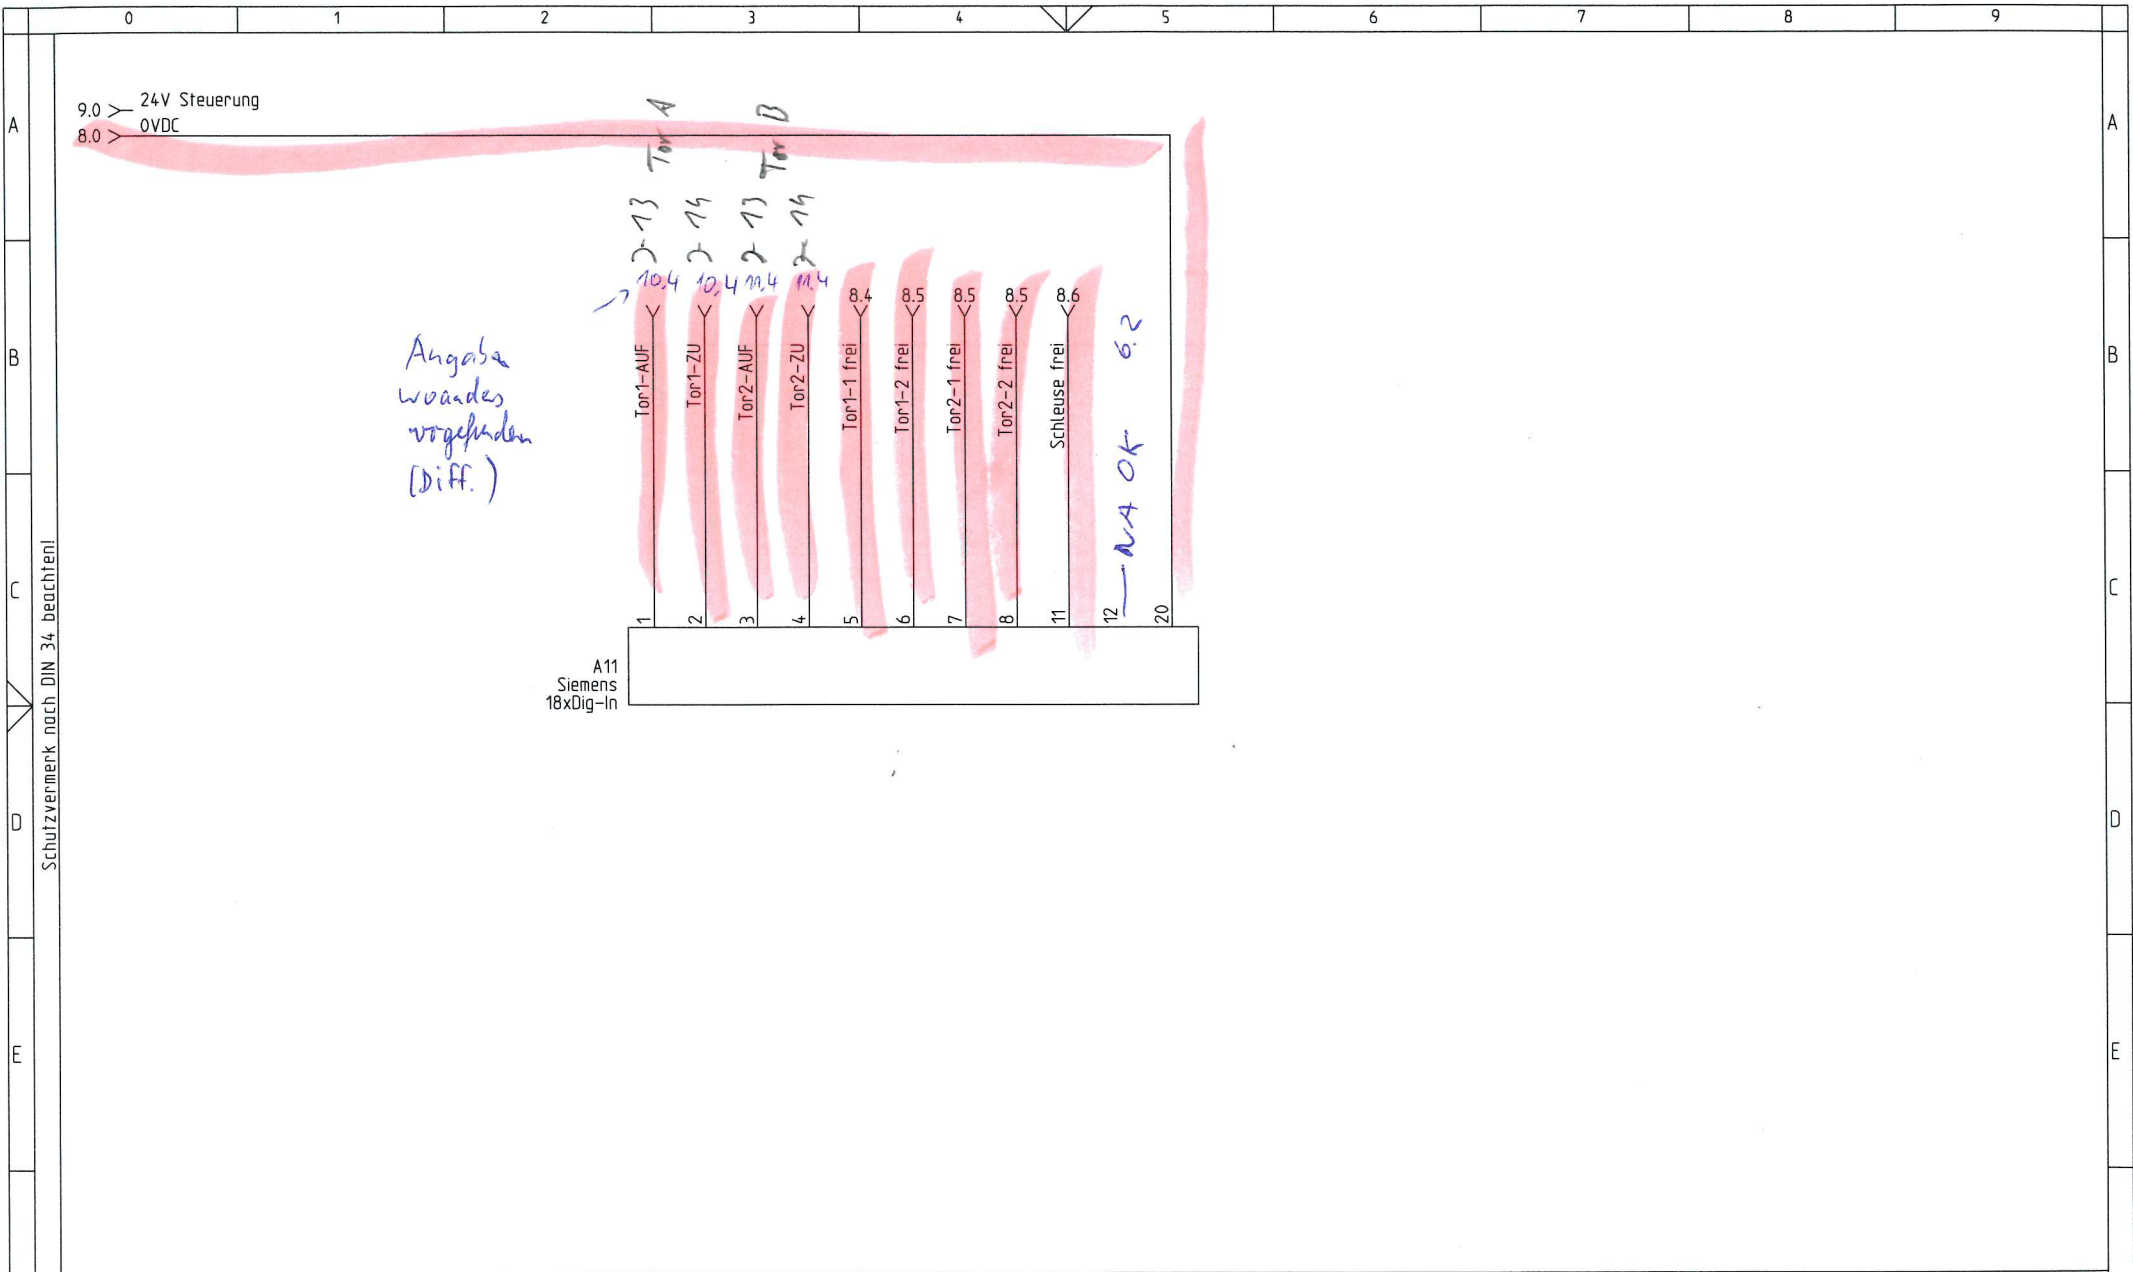 0 1 2 3 4 5 6 7 8 9
A
B
C
D
E
A
B
C
D
E
Schutzvermerk nach DIN 34 beachten!
9.0 24V Steuerung
8.0 0VDC
Tor A
Tor B
13
14
13
14
10,4 10,4 11,4 11.4
8.4 8.5 8.5 8.5 8.6
Angaben
woanders
vorgefunden
(Diff.)
Tor1-AUF
Tor1-ZU
Tor2-AUF
Tor2-ZU
Tor1-1 frei
Tor1-2 frei
Tor2-1 frei
Tor2-2 frei
Schleuse frei
NA OK 6.2
1 2 3 4 5 6 7 8 11 12 20
A11
Siemens
18xDig-In